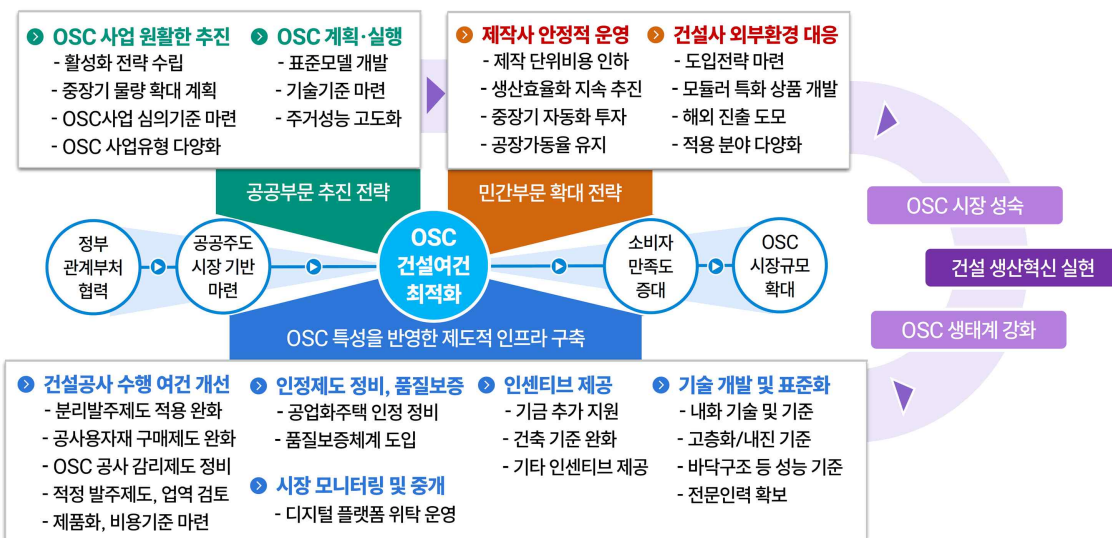 OSC 사업 원활한 추진
- 활성화 전략 수립
- 중장기 물량 확대 계획
- OSC사업 심의기준 마련
- OSC 사업유형 다양화
OSC 계획·실행
- 표준모델 개발
- 기술기준 마련
- 주거성능 고도화
제작사 안정적 운영
- 제작 단위비용 인하
- 생산효율화 지속 추진
- 중장기 자동화 투자
- 공장가동율 유지
건설사 외부환경 대응
- 도입전략 마련
- 모듈러 특화 상품 개발
- 해외 진출 도모
- 적용 분야 다양화
공공부문 추진 전략
민간부문 확대 전략
정부
관계부처
협력
공공주도
시장 기반
마련
OSC
건설여건
최적화
소비자
만족도
증대
OSC
시장규모
확대
OSC 시장 성숙
건설 생산혁신 실현
OSC 생태계 강화
OSC 특성을 반영한 제도적 인프라 구축
건설공사 수행 여건 개선
- 분리발주제도 적용 완화
- 공사용자재 구매제도 완화
- OSC 공사 감리제도 정비
- 적정 발주제도, 업역 검토
- 제품화, 비용기준 마련
인정제도 정비, 품질보증
- 공업화주택 인정 정비
- 품질보증체계 도입
시장 모니터링 및 중개
- 디지털 플랫폼 위탁 운영
인센티브 제공
- 기금 추가 지원
- 건축 기준 완화
- 기타 인센티브 제공
기술 개발 및 표준화
- 내화 기술 및 기준
- 고층화/내진 기준
- 바닥구조 등 성능 기준
- 전문인력 확보